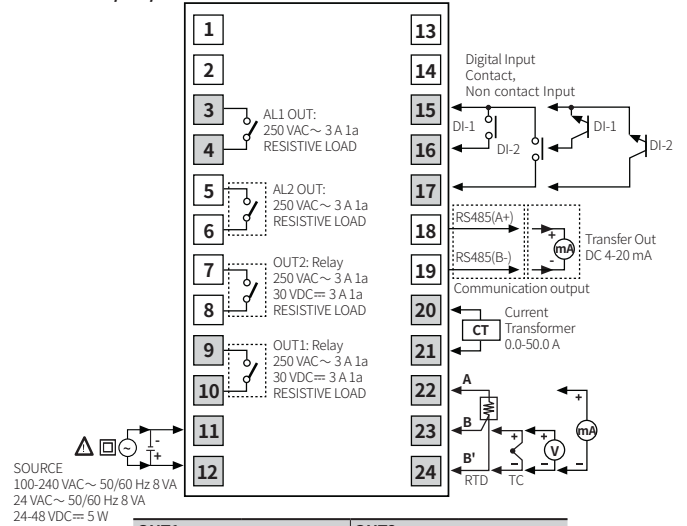 1
2
3
4
5
6
7
8
9
10
11
12
13
14
15
16
17
18
19
20
21
22
23
24
AL1 OUT:
250 VAC～ 3 A 1a
RESISTIVE LOAD
AL2 OUT:
250 VAC～ 3 A 1a
RESISTIVE LOAD
OUT2: Relay
250 VAC～ 3 A 1a
30 VDC⎓ 3 A 1a
RESISTIVE LOAD
OUT1: Relay
250 VAC～ 3 A 1a
30 VDC⎓ 3 A 1a
RESISTIVE LOAD
~
-
+
SOURCE
100-240 VAC～ 50/60 Hz 8 VA
24 VAC～ 50/60 Hz 8 VA
24-48 VDC⎓ 5 W
Digital Input
Contact,
Non contact Input
DI-1
DI-2
DI-1
DI-2
RS485(A+)
RS485(B-)
+
-
mA
Transfer Out
DC 4-20 mA
Communication output
CT
Current
Transformer
0.0-50.0 A
A
B
B'
RTD
+
−
TC
+
−
V
+
−
mA